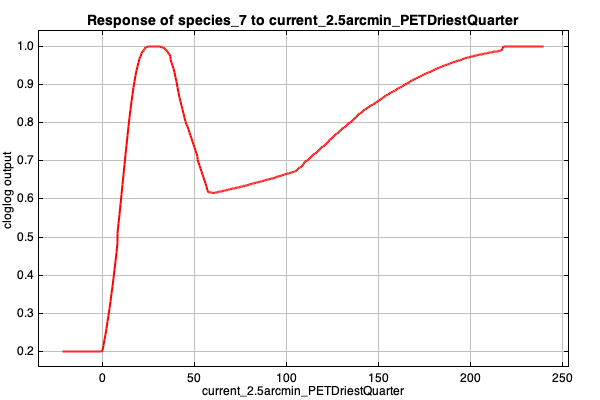 Response of species_7 to current_2.5arcmin_PETDriestQuarter
cloglog output
1.0
0.9
0.8
0.7
0.6
0.5
0.4
0.3
0.2
0 50 100 150 200 250
current_2.5arcmin_PETDriestQuarter